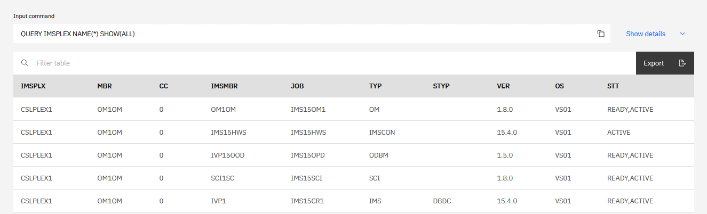 Input command
QUERY IMSPLEX NAME(*) SHOW(ALL)
Show details
Filter table
Export
IMSPLX MBR CC IMSMBR JOB TYP STYP VER OS STT
CSLPLEX1 OM1OM 0 OM1OM IMS15OM1 OM 1.8.0 VS01 READY,ACTIVE
CSLPLEX1 OM1OM 0 IMS15HWS IMS15HWS IMSCON 15.4.0 VS01 ACTIVE
CSLPLEX1 OM1OM 0 IVP15OOD IMS15OPD ODBM 1.5.0 VS01 READY,ACTIVE
CSLPLEX1 OM1OM 0 SCI1SC IMS15SCI SCI 1.8.0 VS01 READY,ACTIVE
CSLPLEX1 OM1OM 0 IVP1 IMS15CR1 IMS DBDC 15.4.0 VS01 READY,ACTIVE